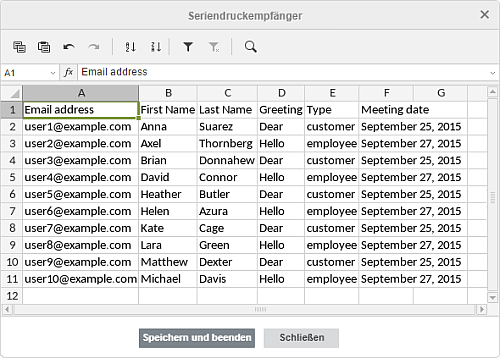 Seriendruckempfänger
A1 fx Email address
A B C D E F G
1 Email address First Name Last Name Greeting Type Meeting date
2 user1@example.com Anna Suarez Dear customer September 25, 2015
3 user2@example.com Axel Thornberg Hello employee September 27, 2015
4 user3@example.com Brian Donnahew Dear customer September 25, 2015
5 user4@example.com David Connor Hello employee September 27, 2015
6 user5@example.com Heather Butler Dear customer September 25, 2015
7 user6@example.com Helen Azura Hello employee September 27, 2015
8 user7@example.com Kate Cage Dear customer September 25, 2015
9 user8@example.com Lara Green Hello employee September 27, 2015
10 user9@example.com Matthew Dexter Dear customer September 25, 2015
11 user10@example.com Michael Davis Hello employee September 27, 2015
12
Speichern und beenden Schließen